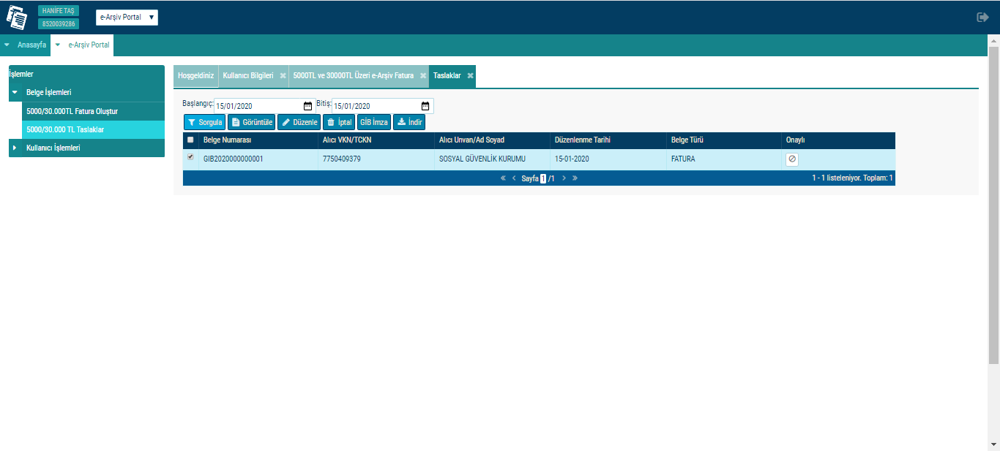 HANİFE TAŞ
8520039286
e-Arşiv Portal
Anasayfa e-Arşiv Portal
İşlemler
Belge İşlemleri
5000/30.000TL Fatura Oluştur
5000/30.000 TL Taslaklar
Kullanıcı İşlemleri
Hoşgeldiniz Kullanıcı Bilgileri 5000TL ve 30000TL Üzeri e-Arşiv Fatura Taslaklar
Başlangıç: 15/01/2020 Bitiş: 15/01/2020
Sorgula Görüntüle Düzenle İptal GİB İmza İndir
Belge Numarası Alıcı VKN/TCKN Alıcı Unvan/Ad Soyad Düzenlenme Tarihi Belge Türü Onaylı
GIB2020000000001 7750409379 SOSYAL GÜVENLİK KURUMU 15-01-2020 FATURA
Sayfa 1 /1 1 - 1 listeleniyor. Toplam: 1